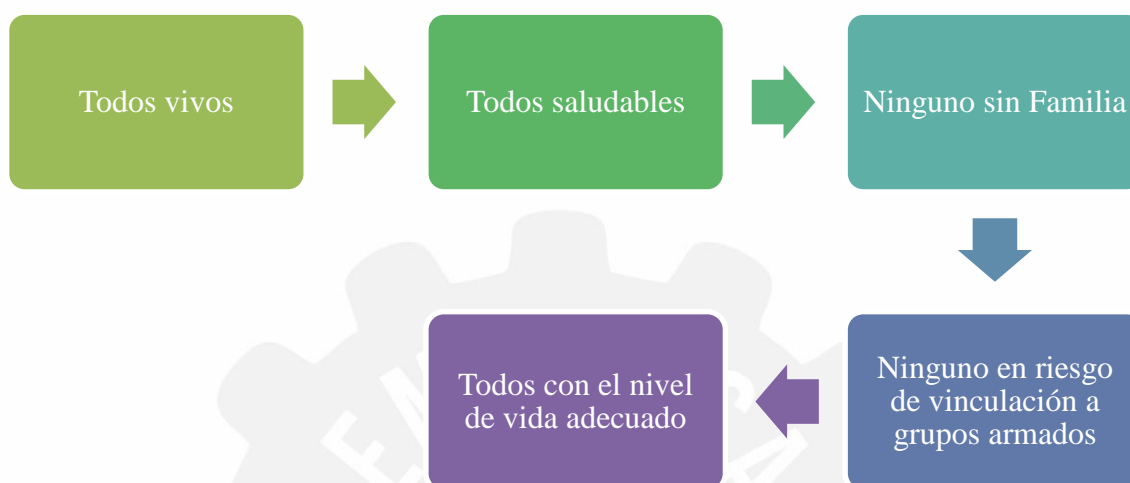 Todos vivos
Todos saludables
Ninguno sin Familia
Ninguno en riesgo
de vinculación a
grupos armados
Todos con el nivel
de vida adecuado